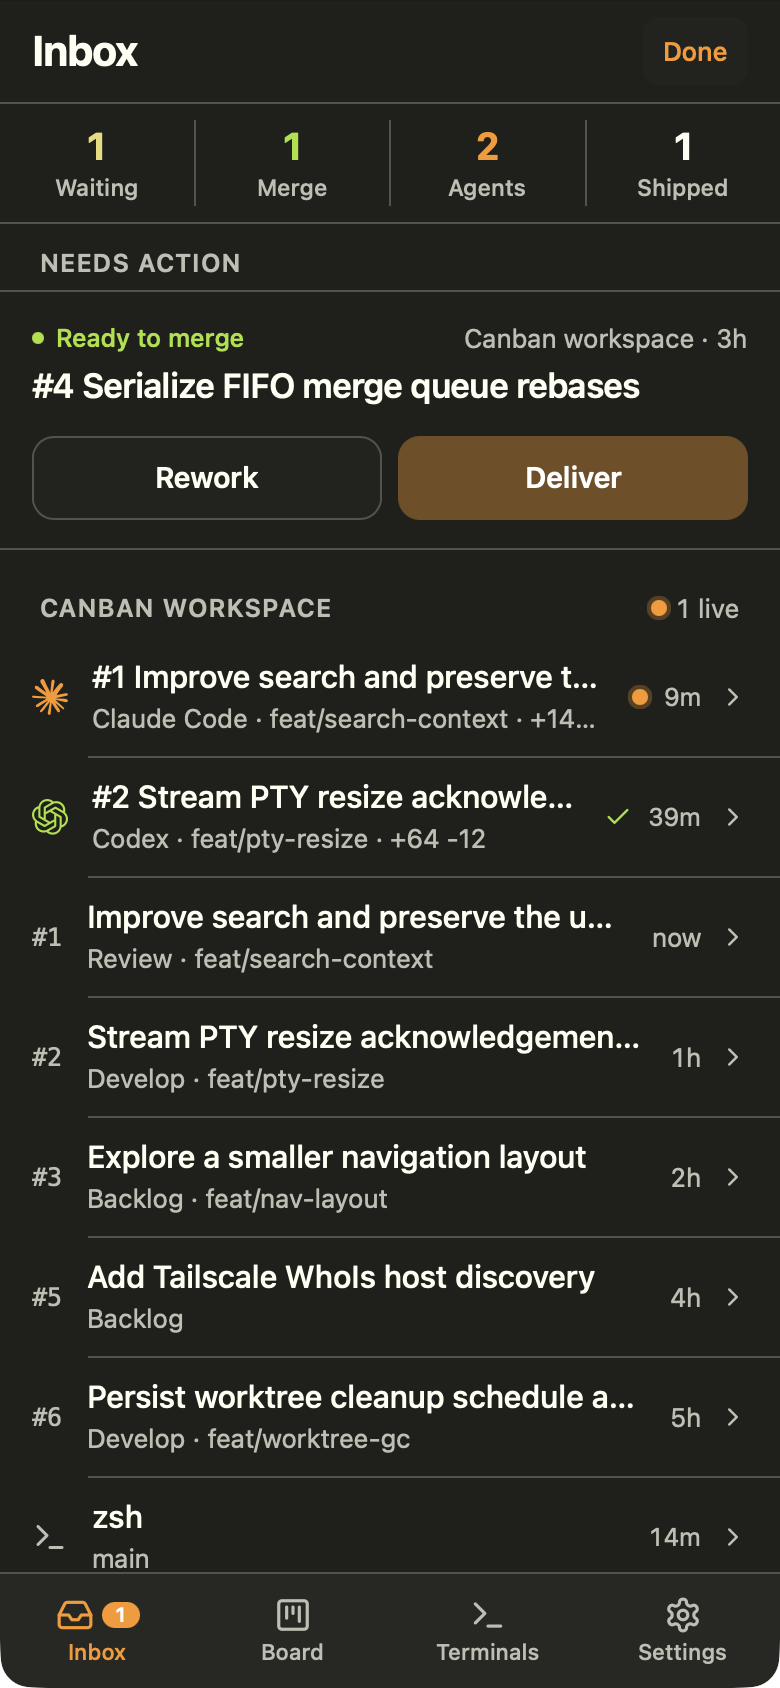 Inbox
Done
1
Waiting
1
Merge
2
Agents
1
Shipped
NEEDS ACTION
Ready to merge
Canban workspace · 3h
#4 Serialize FIFO merge queue rebases
Rework
Deliver
CANBAN WORKSPACE
1 live
#1 Improve search and preserve t...
Claude Code · feat/search-context · +14...
9m
#2 Stream PTY resize acknowle...
Codex · feat/pty-resize · +64 -12
39m
#1
Improve search and preserve the u...
Review · feat/search-context
now
#2
Stream PTY resize acknowledgemen...
Develop · feat/pty-resize
1h
#3
Explore a smaller navigation layout
Backlog · feat/nav-layout
2h
#5
Add Tailscale WhoIs host discovery
Backlog
4h
#6
Persist worktree cleanup schedule a...
Develop · feat/worktree-gc
5h
zsh
main
14m
1
Inbox
Board
Terminals
Settings